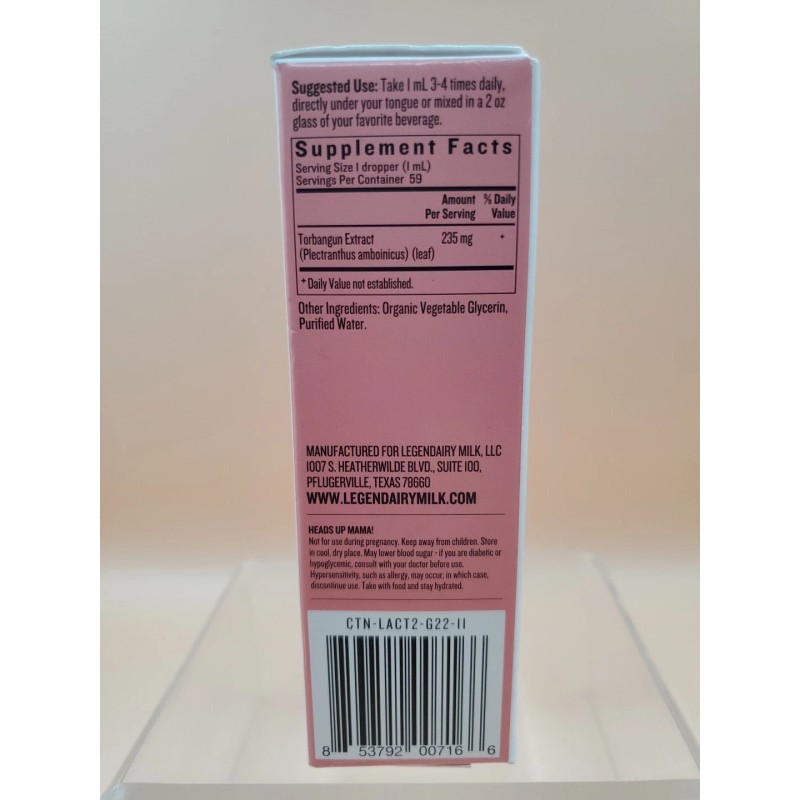 Suggested Use: Take 1 mL 3-4 times daily,
directly under your tongue or mixed in a 2 oz
glass of your favorite beverage.
Supplement Facts
Serving Size 1 dropper (1 mL)
Servings Per Container 59
Amount Per Serving % Daily Value
Torbangun Extract 235 mg +
(Plectranthus amboinicus) (leaf)
+ Daily Value not established.
Other Ingredients: Organic Vegetable Glycerin,
Purified Water.
MANUFACTURED FOR LEGENDAIRY MILK, LLC
1007 S. HEATHERWILDE BLVD., SUITE 100,
PFLUGERVILLE, TEXAS 78660
WWW.LEGENDAIRYMILK.COM
HEADS UP MAMA!
Not for use during pregnancy. Keep away from children. Store
in cool, dry place. May lower blood sugar - if you are diabetic or
hypoglycemic, consult with your doctor before use.
Hypersensitivity, such as allergy, may occur; in which case,
discontinue use. Take with food and stay hydrated.
CTN-LACT2-G22-11
8 53792 00716 6